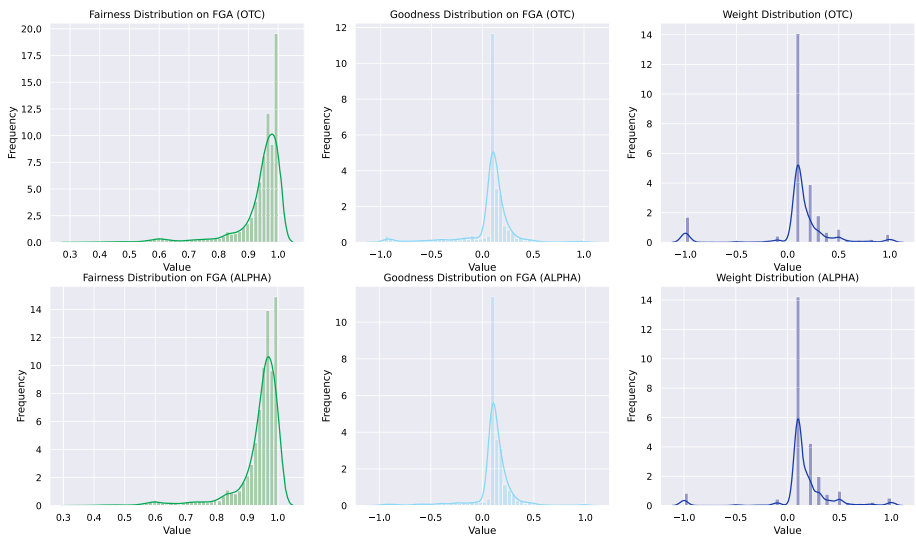 Fairness Distribution on FGA (OTC)
Frequency
20.0
17.5
15.0
12.5
10.0
7.5
5.0
2.5
0.0
0.3 0.4 0.5 0.6 0.7 0.8 0.9 1.0
Value
Goodness Distribution on FGA (OTC)
Frequency
12
10
8
6
4
2
0
−1.0 −0.5 0.0 0.5 1.0
Value
Weight Distribution (OTC)
Frequency
14
12
10
8
6
4
2
0
−1.0 −0.5 0.0 0.5 1.0
Value
Fairness Distribution on FGA (ALPHA)
Frequency
14
12
10
8
6
4
2
0
0.3 0.4 0.5 0.6 0.7 0.8 0.9 1.0
Value
Goodness Distribution on FGA (ALPHA)
Frequency
10
8
6
4
2
0
−1.0 −0.5 0.0 0.5 1.0
Value
Weight Distribution (ALPHA)
Frequency
14
12
10
8
6
4
2
0
−1.0 −0.5 0.0 0.5 1.0
Value